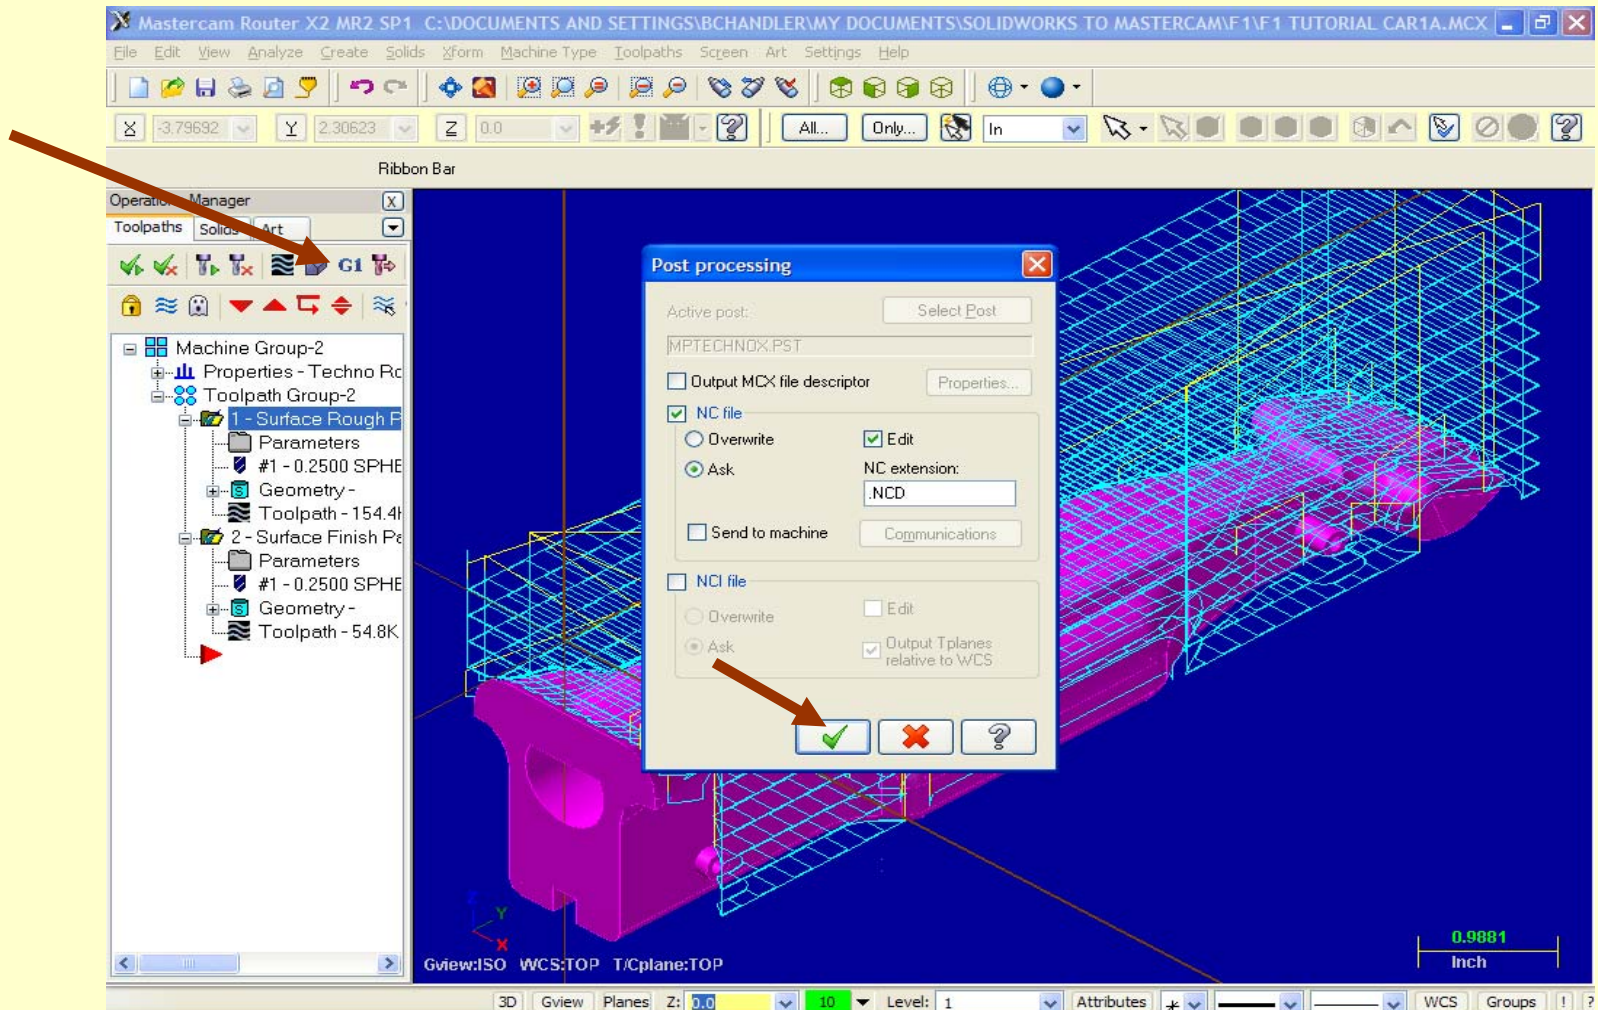 Mastercam Router X2 MR2 SP1 C:\DOCUMENTS AND SETTINGS\BCHANDLER\MY DOCUMENTS\SOLIDWORKS TO MASTERCAM\F1\F1 TUTORIAL CAR1A.MCX
File Edit View Analyze Create Solids Xform Machine Type Toolpaths Screen Art Settings Help
X -3.79692 Y 2.30623 Z 0.0 All... Only... In
Ribbon Bar
Operations Manager
Toolpaths Solids Art
G1
Machine Group-2
Properties - Techno Ro
Toolpath Group-2
1 - Surface Rough P
Parameters
#1 - 0.2500 SPHE
Geometry -
Toolpath - 154.4K
2 - Surface Finish Pa
Parameters
#1 - 0.2500 SPHE
Geometry -
Toolpath - 54.8K
Post processing
Active post: Select Post
MPTECHNOX.PST
Output MCX file descriptor Properties...
NC file
Overwrite Edit
Ask NC extension:
.NCD
Send to machine Communications
NCI file
Overwrite Edit
Ask Output Tplanes
relative to WCS
Z
Y
X
0.9881
Inch
Gview:ISO WCS:TOP T/Cplane:TOP
3D Gview Planes Z: 0.0 10 Level: 1 Attributes WCS Groups ! ?